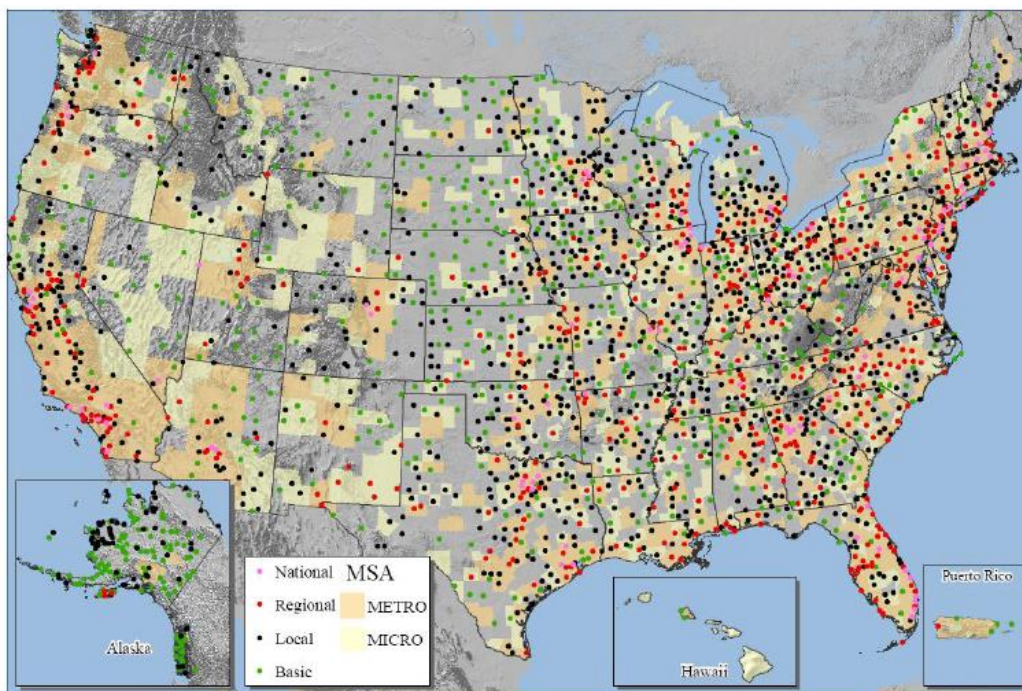 National MSA
Regional METRO
Local MICRO
Basic
Alaska
Hawaii
Puerto Rico